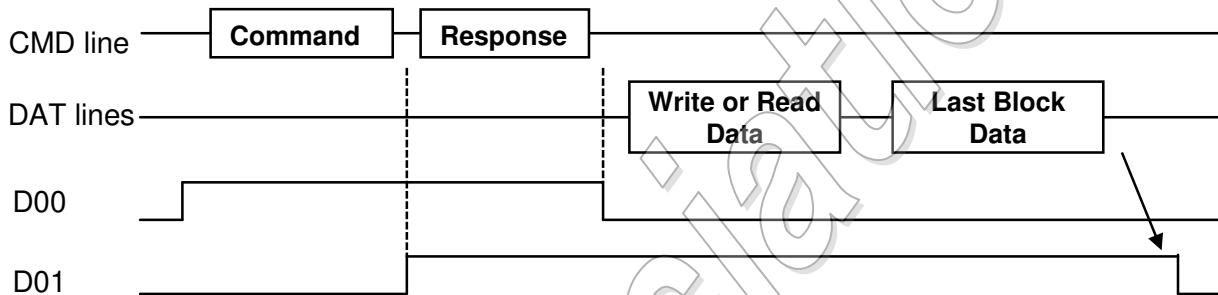 CMD line
Command
Response
DAT lines
Write or Read
Data
Last Block
Data
D00
D01